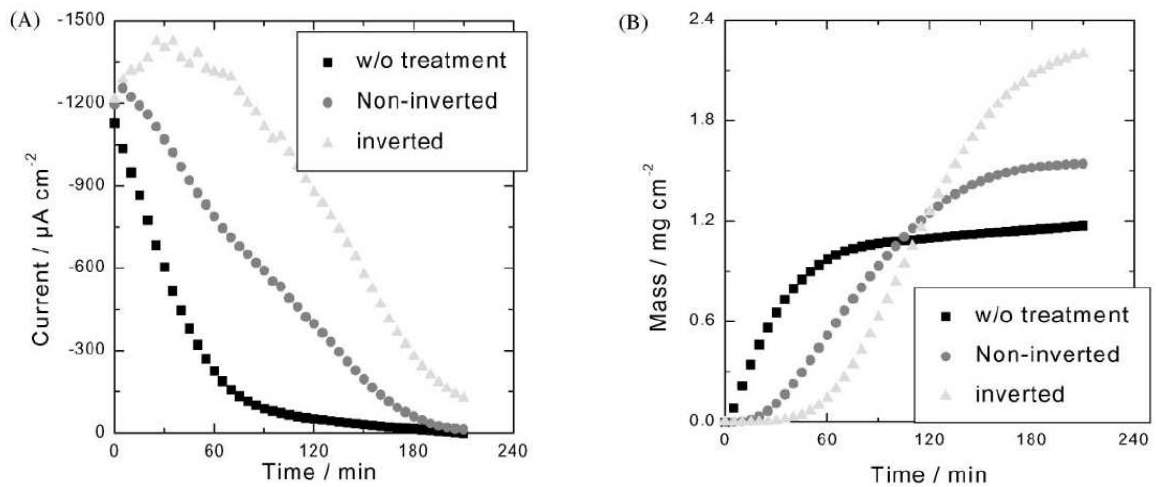 (A)
-1500
-1200
-900
-600
-300
0
Current / µA cm-2
w/o treatment
Non-inverted
inverted
0 60 120 180 240
Time / min
(B)
2.4
1.8
1.2
0.6
0.0
Mass / mg cm-2
w/o treatment
Non-inverted
inverted
0 60 120 180 240
Time / min